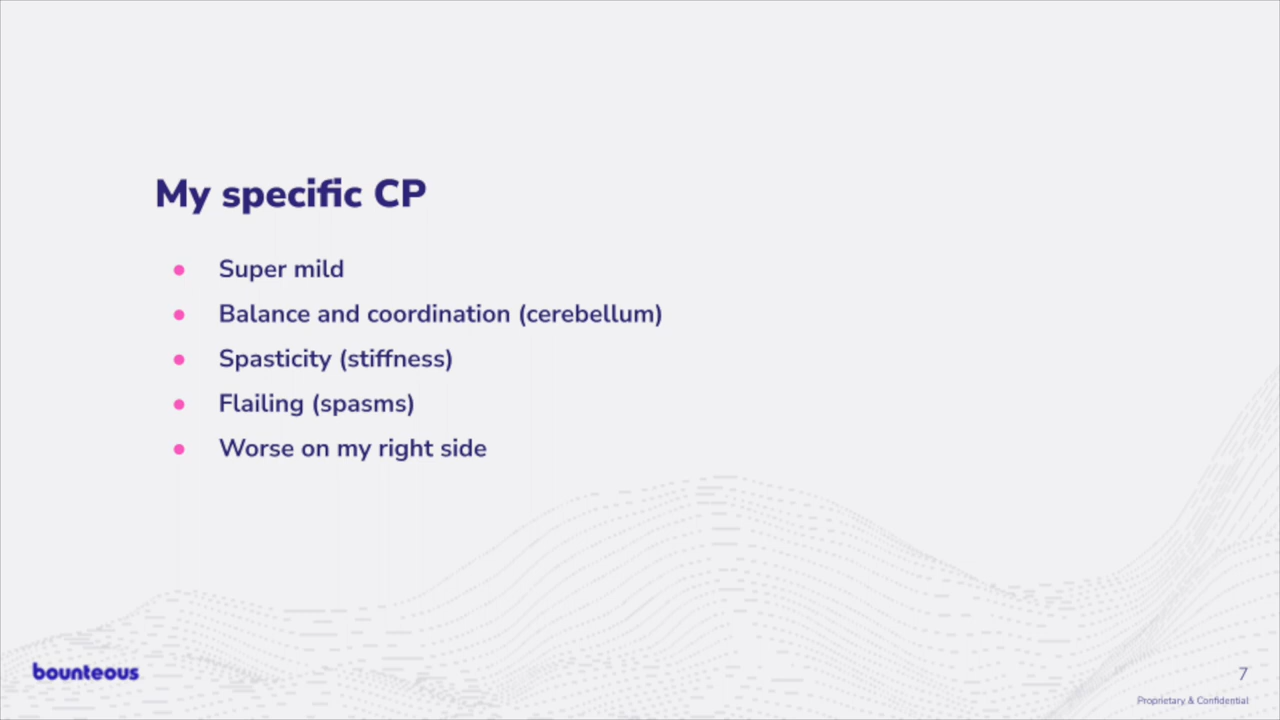 My specific CP
Super mild
Balance and coordination (cerebellum)
Spasticity (stiffness)
Flailing (spasms)
Worse on my right side
bounteous
7
Proprietary & Confidential